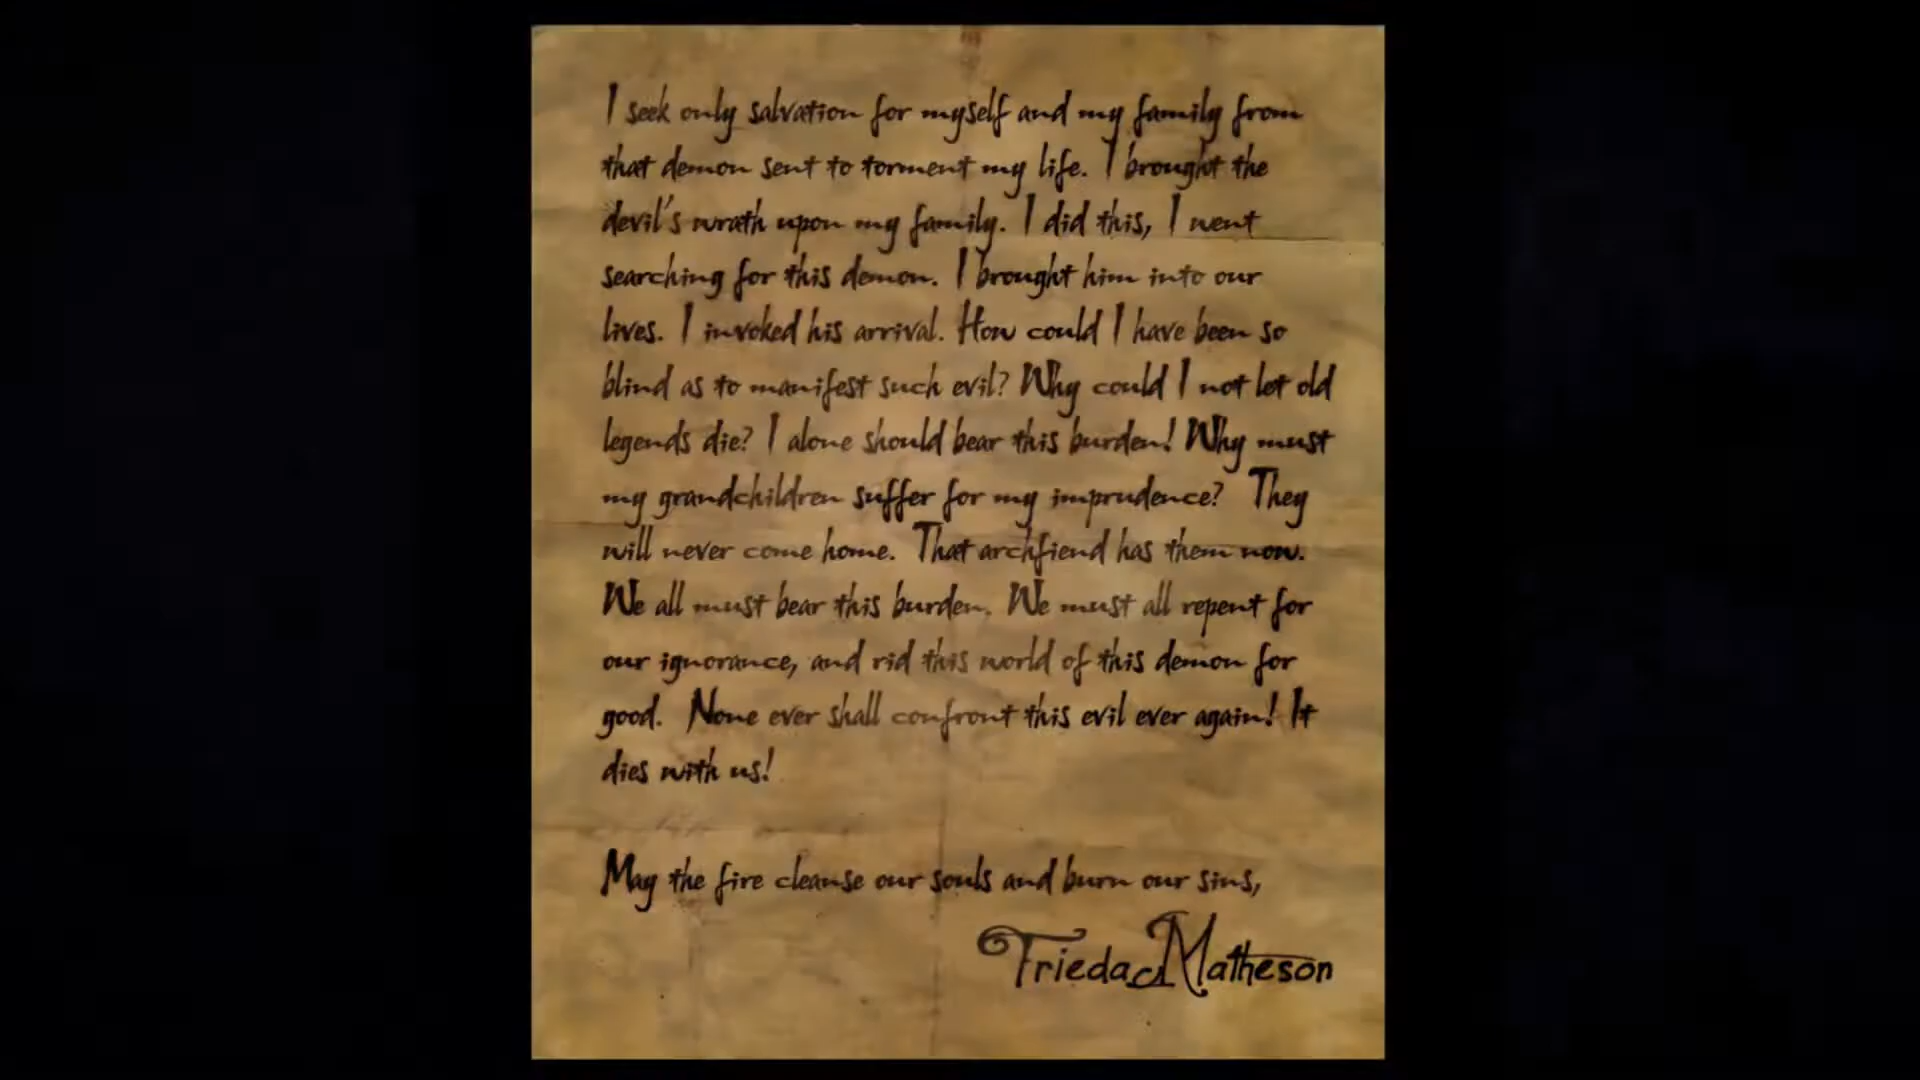 I seek only salvation for myself and my family from
that demon sent to torment my life. I brought the
devil's wrath upon my family. I did this, I went
searching for this demon. I brought him into our
lives. I invoked his arrival. How could I have been so
blind as to manifest such evil? Why could I not let old
legends die? I alone should bear this burden! Why must
my grandchildren suffer for my imprudence? They
will never come home. That archfiend has them now.
We all must bear this burden. We must all repent for
our ignorance, and rid this world of this demon for
good. None ever shall confront this evil ever again! It
dies with us!
May the fire cleanse our souls and burn our sins,
Frieda Matheson